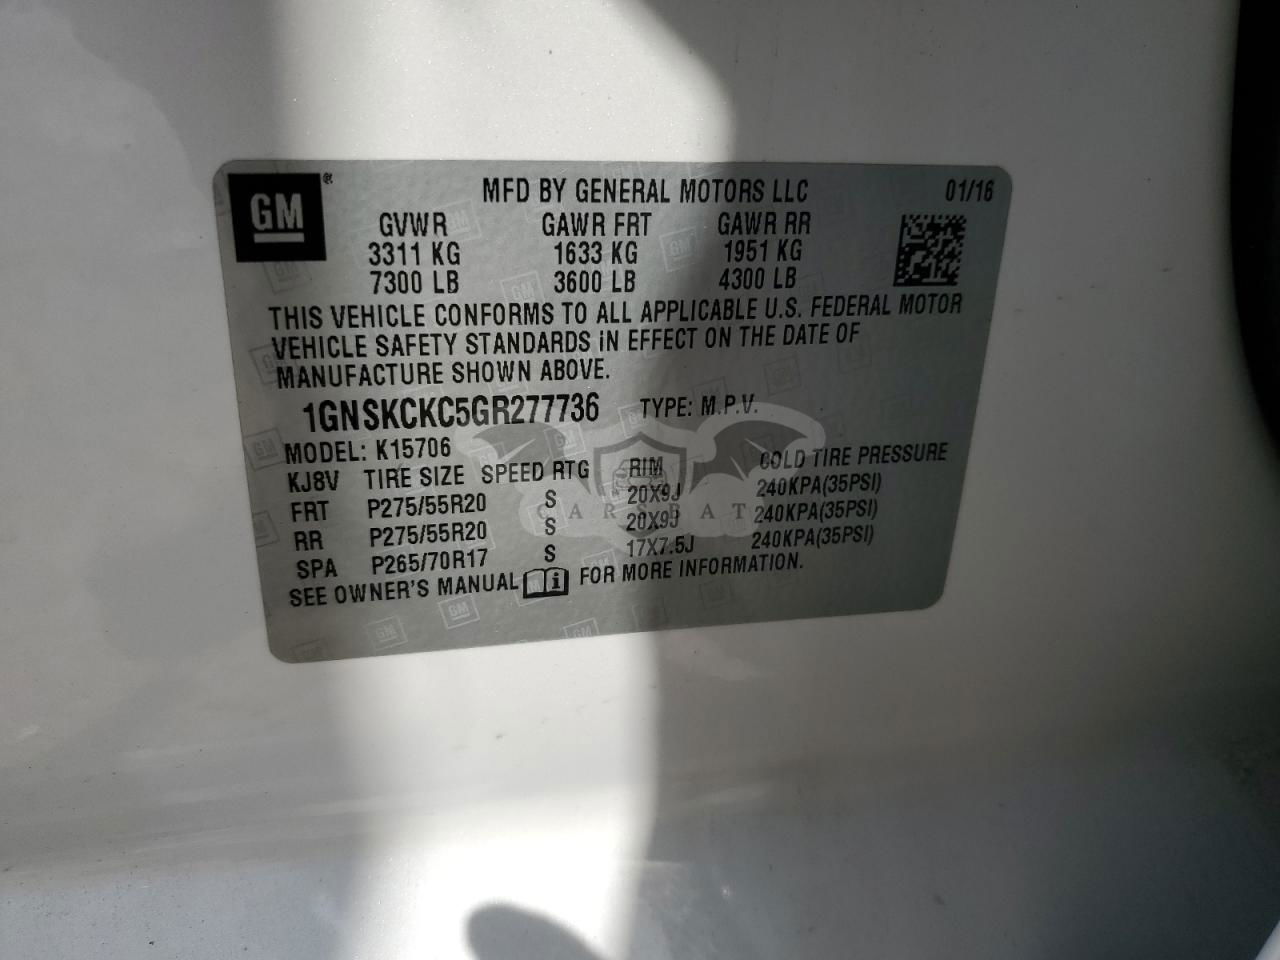 GM ®
MFD BY GENERAL MOTORS LLC 01/16
GVWR GAWR FRT GAWR RR
3311 KG 1633 KG 1951 KG
7300 LB 3600 LB 4300 LB
THIS VEHICLE CONFORMS TO ALL APPLICABLE U.S. FEDERAL MOTOR
VEHICLE SAFETY STANDARDS IN EFFECT ON THE DATE OF
MANUFACTURE SHOWN ABOVE.
1GNSKCKC5GR277736 TYPE: M.P.V.
MODEL: K15706
KJ8V TIRE SIZE SPEED RTG RIM COLD TIRE PRESSURE
FRT P275/55R20 S 20X9J 240KPA(35PSI)
RR P275/55R20 S 20X9J 240KPA(35PSI)
SPA P265/70R17 S 17X7.5J 240KPA(35PSI)
SEE OWNER'S MANUAL i FOR MORE INFORMATION.
CARSBAT